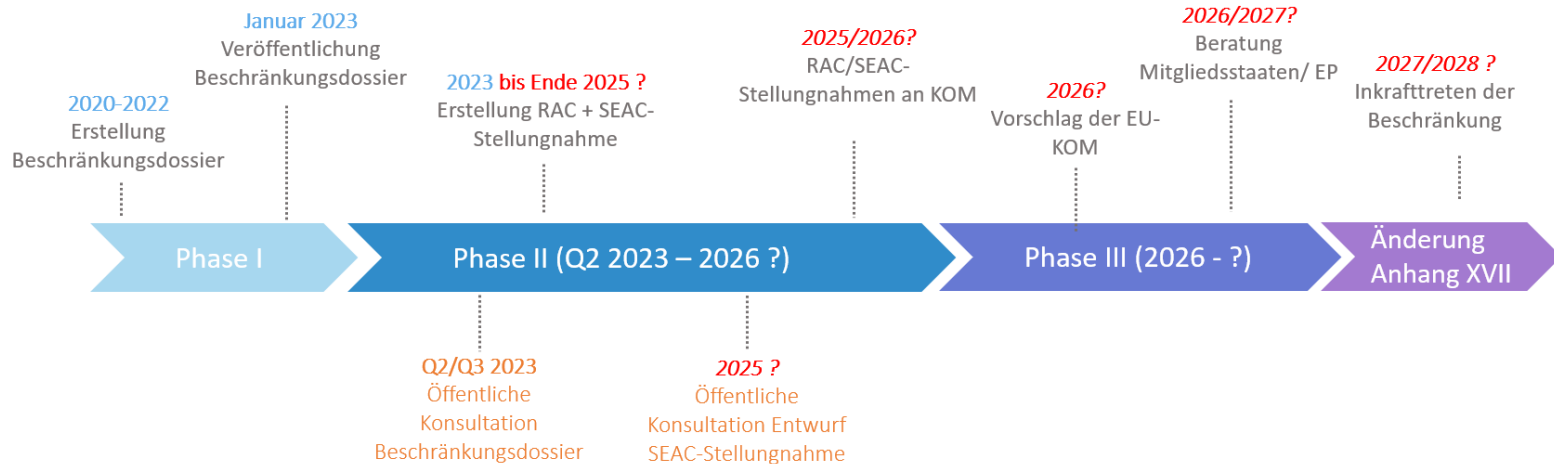 2020-2022
Erstellung
Beschränkungsdossier
Januar 2023
Veröffentlichung
Beschränkungsdossier
2023 bis Ende 2025 ?
Erstellung RAC + SEAC-
Stellungnahme
2025/2026?
RAC/SEAC-
Stellungnahmen an KOM
2026?
Vorschlag der EU-
KOM
2026/2027?
Beratung
Mitgliedsstaaten/ EP
2027/2028 ?
Inkrafttreten der
Beschränkung
Phase I
Phase II (Q2 2023 – 2026 ?)
Phase III (2026 - ?)
Änderung
Anhang XVII
Q2/Q3 2023
Öffentliche
Konsultation
Beschränkungsdossier
2025 ?
Öffentliche
Konsultation Entwurf
SEAC-Stellungnahme